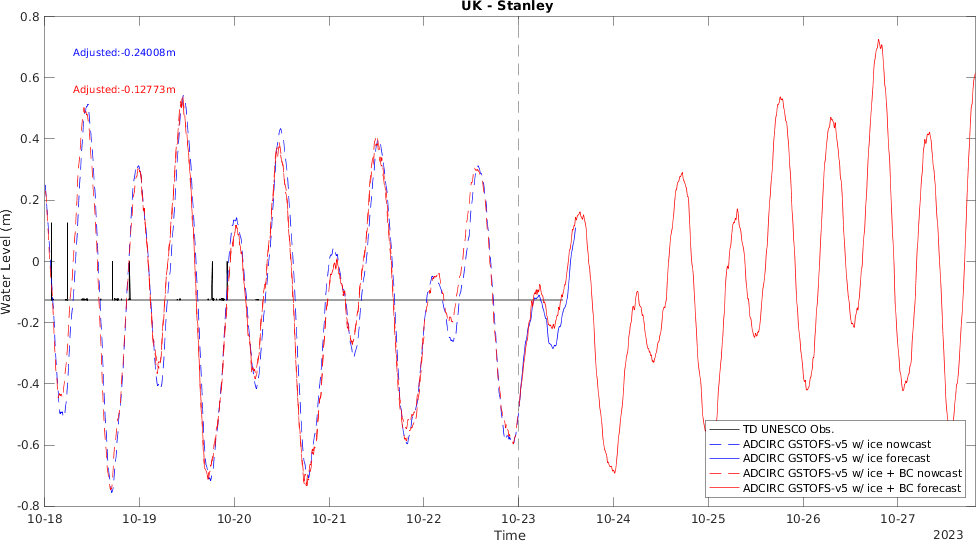 UK - Stanley
0.8
Adjusted:-0.24008m
0.6
Adjusted:-0.12773m
0.4
0.2
0
-0.2
-0.4
-0.6
-0.8
Water Level (m)
TD UNESCO Obs.
ADCIRC GSTOFS-v5 w/ ice nowcast
ADCIRC GSTOFS-v5 w/ ice forecast
ADCIRC GSTOFS-v5 w/ ice + BC nowcast
ADCIRC GSTOFS-v5 w/ ice + BC forecast
10-18 10-19 10-20 10-21 10-22 10-23 10-24 10-25 10-26 10-27
Time
2023